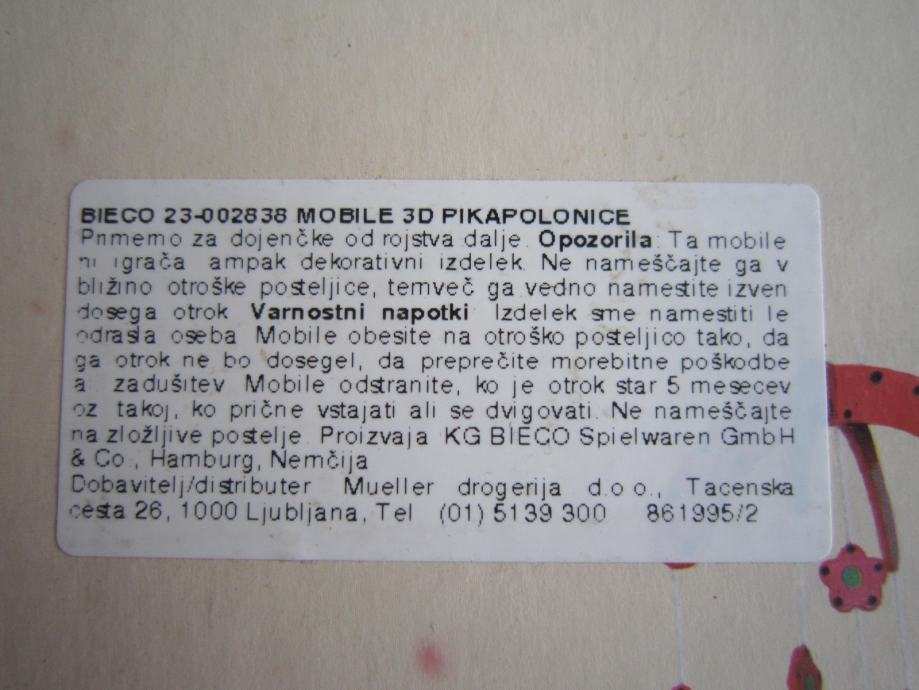 BIECO 23-002838 MOBILE 3D PIKAPOLONICE
Primerno za dojenčke od rojstva dalje. Opozorila: Ta mobile
ni igrača ampak dekorativni izdelek. Ne nameščajte ga v
bližino otroške posteljice, temveč ga vedno namestite izven
dosega otrok Varnostni napotki Izdelek sme namestiti le
odrasla oseba Mobile obesite na otroško posteljico tako, da
ga otrok ne bo dosegel, da preprečite morebitne poškodbe
a zadušitev Mobile odstranite, ko je otrok star 5 mesecev
oz takoj, ko prične vstajati ali se dvigovati. Ne nameščajte
na zložljive postelje. Proizvaja KG BIECO Spielwaren GmbH
& Co., Hamburg, Nemčija
Dobavitelj/distributer Mueller drogerija d.o o., Tacenska
cesta 26, 1000 Ljubljana, Tel (01) 5139 300 861995/2